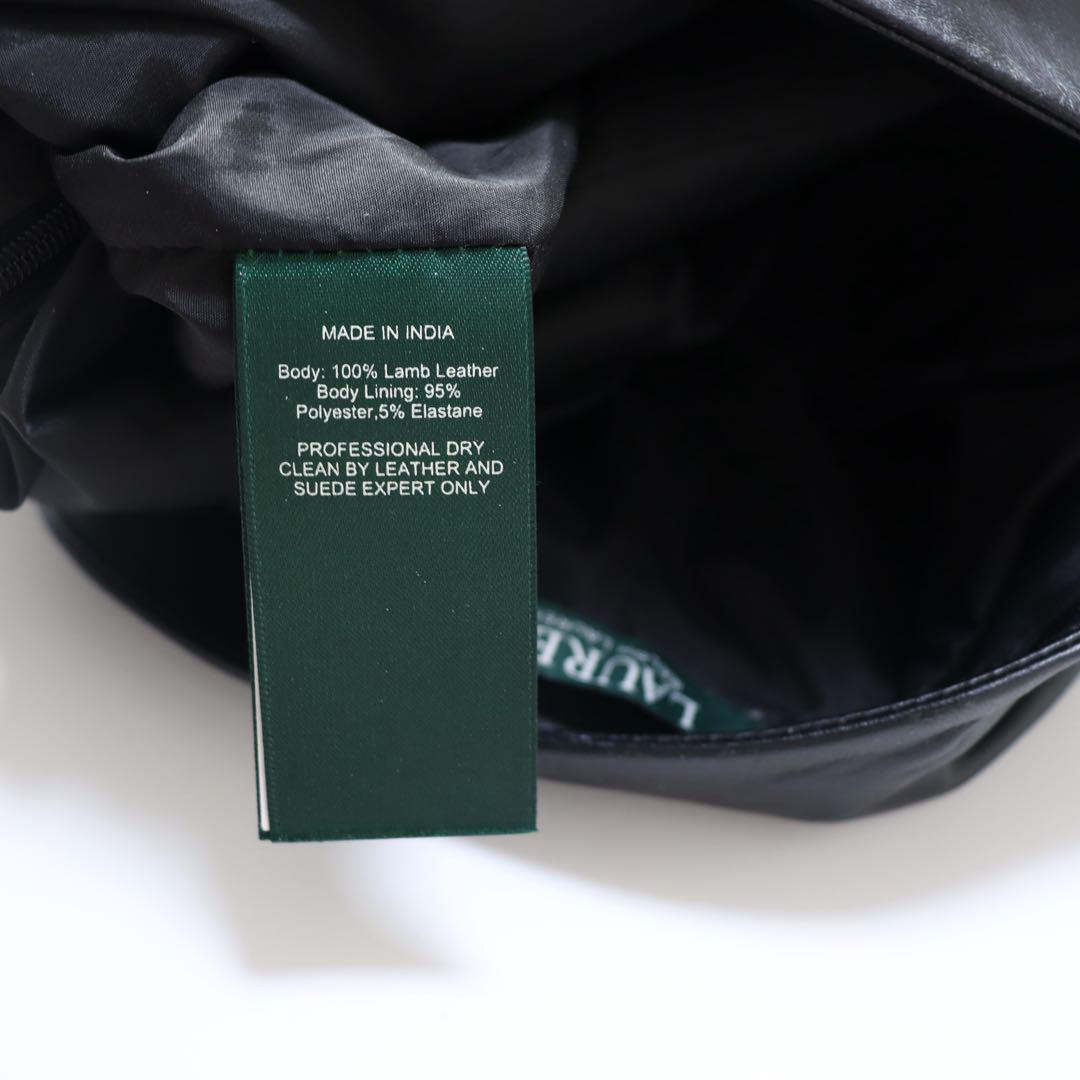 MADE IN INDIA
Body: 100% Lamb Leather
Body Lining: 95%
Polyester,5% Elastane
PROFESSIONAL DRY
CLEAN BY LEATHER AND
SUEDE EXPERT ONLY
LAURE